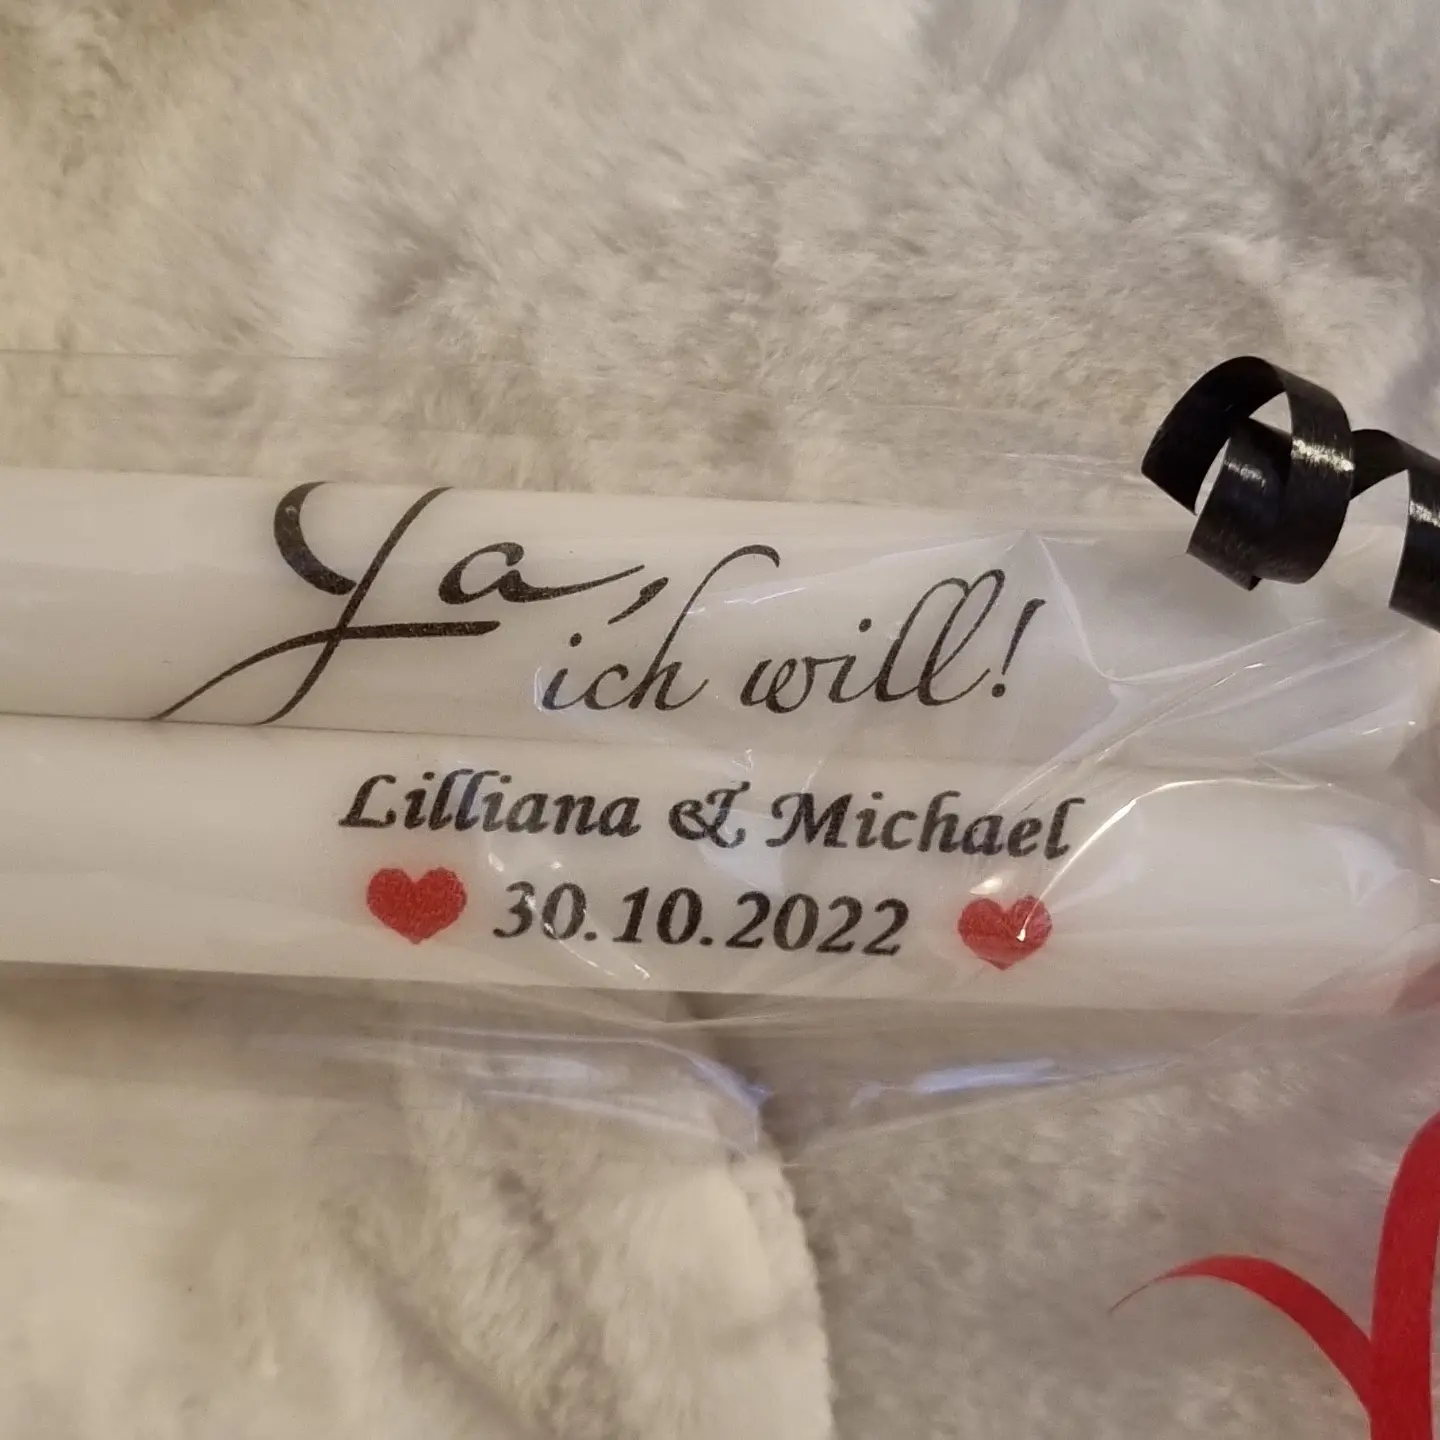 Ja,
ich will!
Lilliana & Michael
30.10.2022